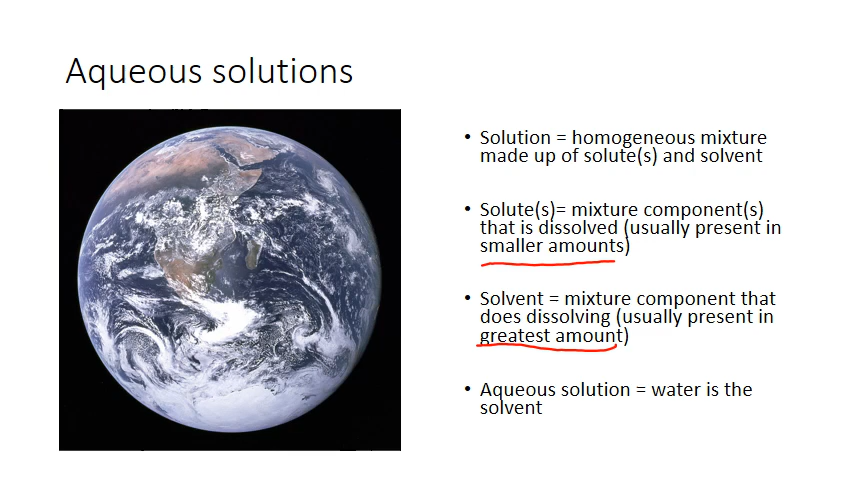 Aqueous solutions
• Solution = homogeneous mixture
made up of solute(s) and solvent
• Solute(s)= mixture component(s)
that is dissolved (usually present in
smaller amounts)
• Solvent = mixture component that
does dissolving (usually present in
greatest amount)
• Aqueous solution = water is the
solvent